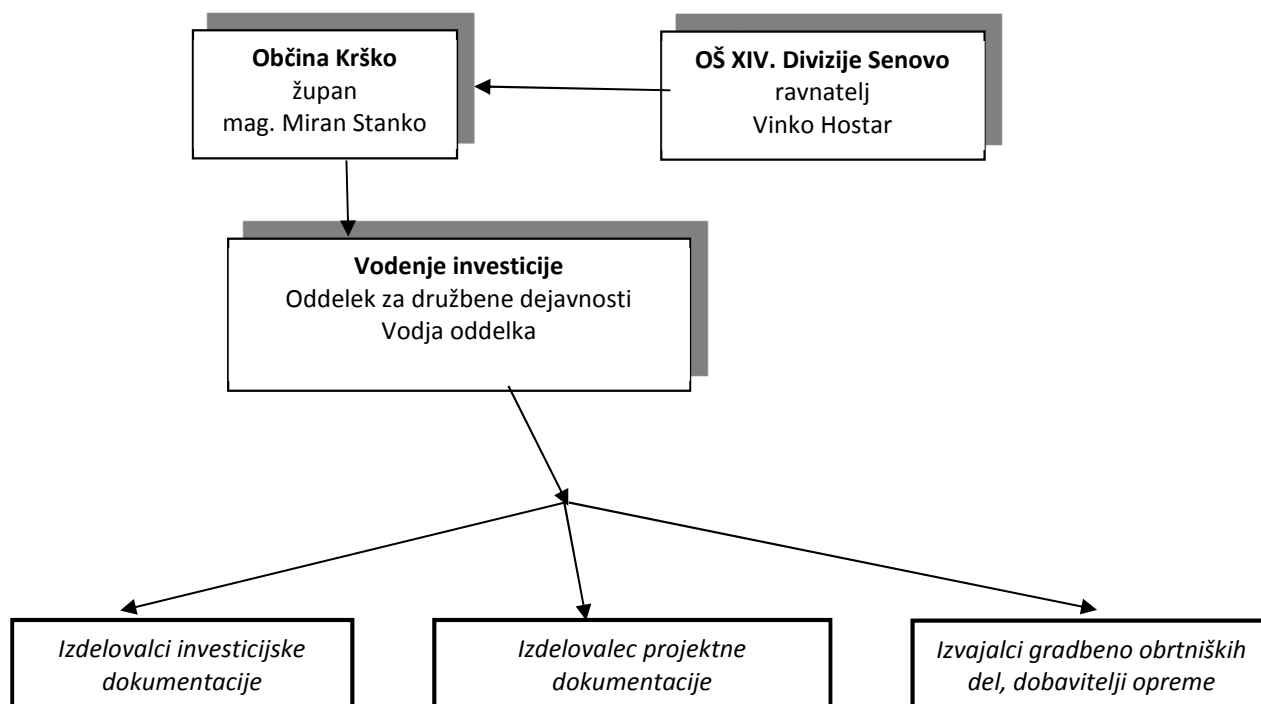 Občina Krško
župan
mag. Miran Stanko
OŠ XIV. Divizije Senovo
ravnatelj
Vinko Hostar
Vodenje investicije
Oddelek za družbene dejavnosti
Vodja oddelka
Izdelovalci investicijske
dokumentacije
Izdelovalec projektne
dokumentacije
Izvajalci gradbeno obrtniških
del, dobavitelji opreme